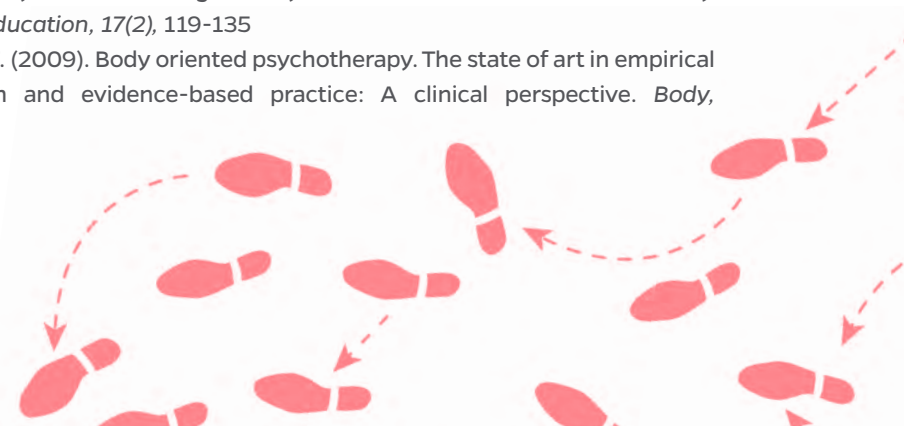 ducation, 17(2), 119-135
. (2009). Body oriented psychotherapy. The state of art in empirical
and evidence-based practice: A clinical perspective. Body,